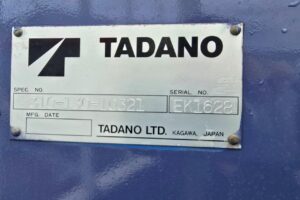 TADANO
SPEC. NO. SERIAL NO.
EK1628
MFG. DATE
TADANO LTD. KAGAWA, JAPAN